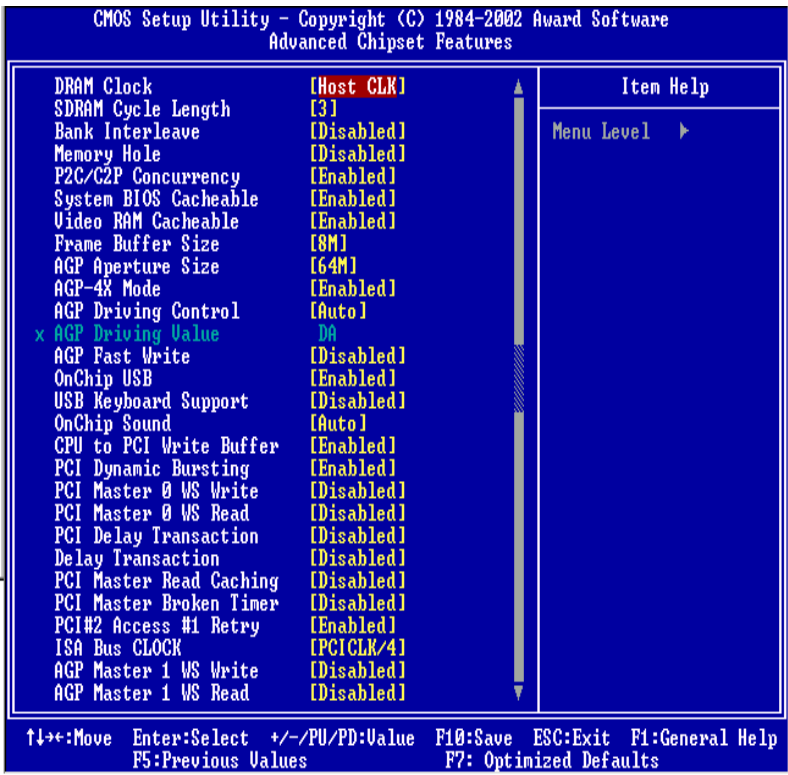 CMOS Setup Utility - Copyright (C) 1984-2002 Award Software
Advanced Chipset Features
DRAM Clock [Host CLK]
SDRAM Cycle Length [3]
Bank Interleave [Disabled]
Memory Hole [Disabled]
P2C/C2P Concurrency [Enabled]
System BIOS Cacheable [Enabled]
Video RAM Cacheable [Enabled]
Frame Buffer Size [8M]
AGP Aperture Size [64M]
AGP-4X Mode [Enabled]
AGP Driving Control [Auto]
x AGP Driving Value DA
AGP Fast Write [Disabled]
OnChip USB [Enabled]
USB Keyboard Support [Disabled]
OnChip Sound [Auto]
CPU to PCI Write Buffer [Enabled]
PCI Dynamic Bursting [Enabled]
PCI Master 0 WS Write [Disabled]
PCI Master 0 WS Read [Disabled]
PCI Delay Transaction [Disabled]
Delay Transaction [Disabled]
PCI Master Read Caching [Disabled]
PCI Master Broken Timer [Disabled]
PCI#2 Access #1 Retry [Enabled]
ISA Bus CLOCK [PCICLK/4]
AGP Master 1 WS Write [Disabled]
AGP Master 1 WS Read [Disabled]
Item Help
Menu Level ▶
↑↓→←:Move Enter:Select +/-/PU/PD:Value F10:Save ESC:Exit F1:General Help
F5:Previous Values F7: Optimized Defaults